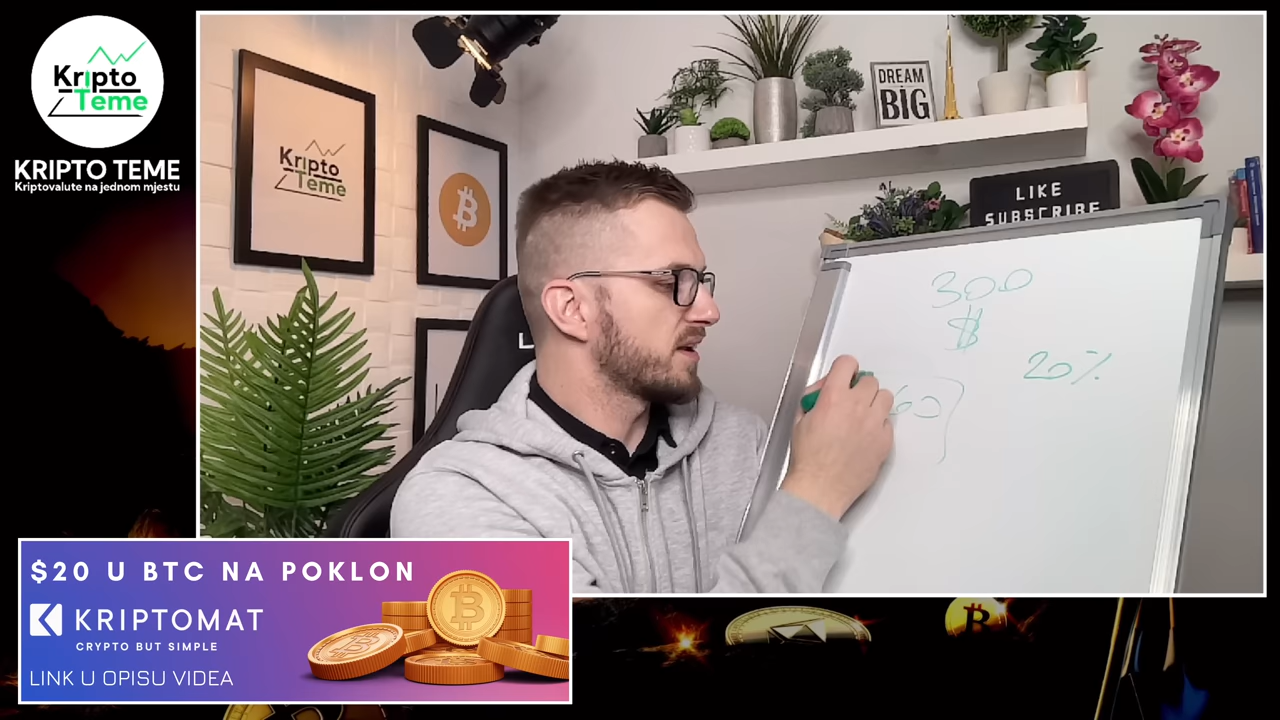 Kripto
Teme
KRIPTO TEME
Kriptovalute na jednom mjestu
Kripto
Teme
DREAM
BIG
LIKE
SUBSCRIBE
300
$
20%
60
$20 U BTC NA POKLON
KRIPTOMAT
CRYPTO BUT SIMPLE
LINK U OPISU VIDEA